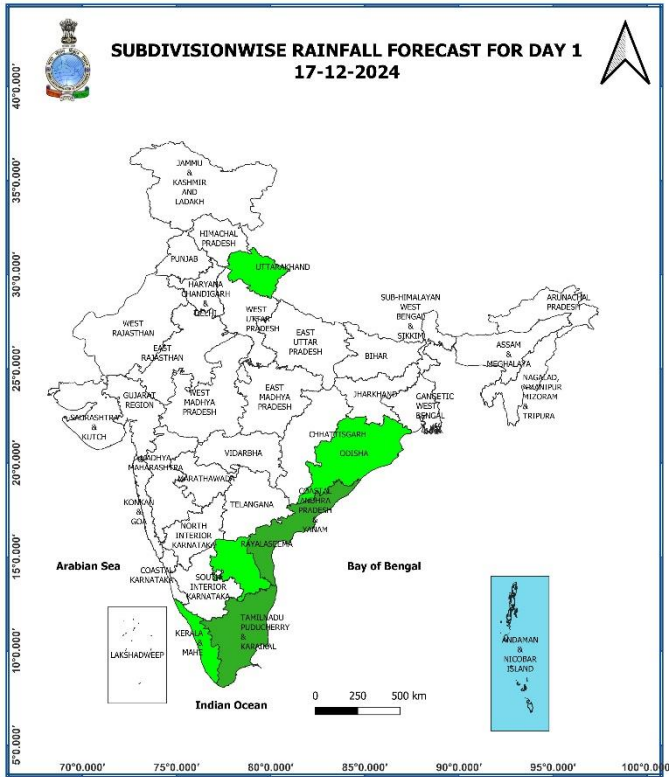 SUBDIVISIONWISE RAINFALL FORECAST FOR DAY 1
17-12-2024
40°0.000'
35°0.000'
30°0.000'
25°0.000'
20°0.000'
15°0.000'
10°0.000'
5°0.000'
JAMMU
&
KASHMIR
AND
LADAKH
HIMACHAL
PRADESH
PUNJAB
UTTARAKHAND
HARYANA
CHANDIGARH
&
DELHI
WEST
UTTAR
PRADESH
WEST
RAJASTHAN
EAST
RAJASTHAN
EAST
UTTAR
PRADESH
SUB-HIMALAYAN
WEST
BENGAL
&
SIKKIM
ARUNACHAL
PRADESH
ASSAM
&
MEGHALAYA
BIHAR
NAGALAD,
MIZORAM
&
TRIPURA
GUJARAT
REGION
WEST
MADHYA
PRADESH
EAST
MADHYA
PRADESH
JHARKHAND
GANGETIC
WEST
BENGAL
SAURASHTRA
&
KUTCH
CHHATTISGARH
ODISHA
VIDARBHA
MADHYA
MAHARASHTRA
MARATHAWADA
KONKAN
&
GOA
TELANGANA
COASTAL
ANDHRA
PRADESH
&
YANAM
NORTH
INTERIOR
KARNATAKA
RAYALASEEMA
Arabian Sea
COASTAL
KARNATAKA
SOUTH
INTERIOR
KARNATAKA
Bay of Bengal
TAMILNADU
PUDUCHERRY
&
KARAIKAL
KERALA
&
MAHE
LAKSHADWEEP
ANDAMAN
&
NICOBAR
ISLAND
Indian Ocean
0 250 500 km
70°0.000' 75°0.000' 80°0.000' 85°0.000' 90°0.000' 95°0.000' 100°0.000'